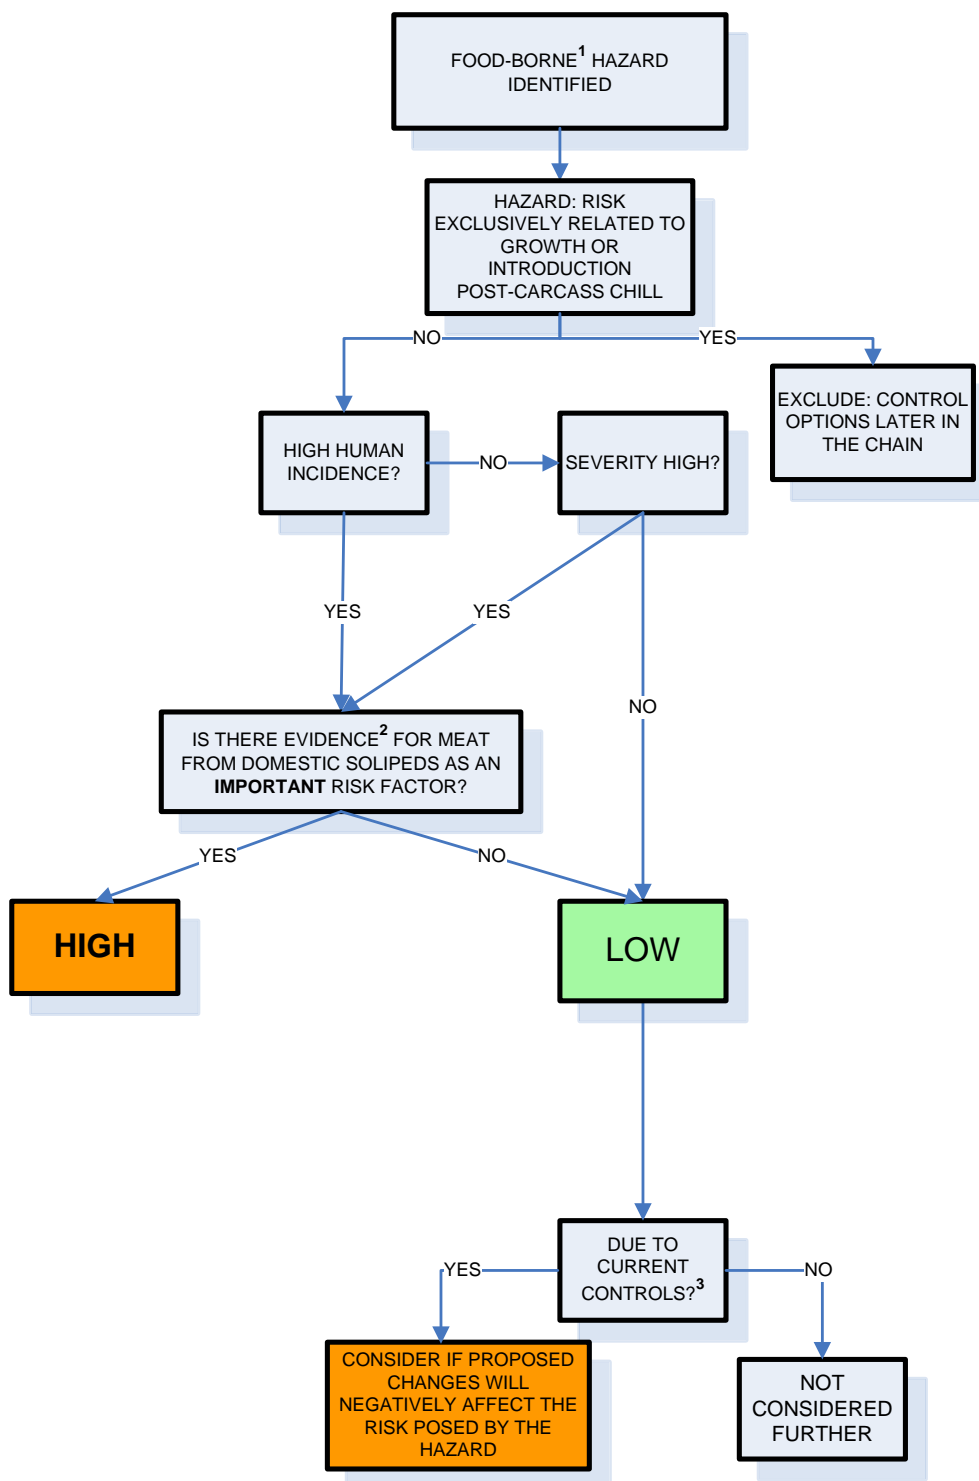 FOOD-BORNE¹ HAZARD
IDENTIFIED
HAZARD: RISK
EXCLUSIVELY RELATED TO
GROWTH OR
INTRODUCTION
POST-CARCASS CHILL
NO
YES
EXCLUDE: CONTROL
OPTIONS LATER IN
THE CHAIN
HIGH HUMAN
INCIDENCE?
NO
SEVERITY HIGH?
YES
YES
NO
IS THERE EVIDENCE² FOR MEAT
FROM DOMESTIC SOLIPEDS AS AN
IMPORTANT RISK FACTOR?
YES
NO
HIGH
LOW
DUE TO
CURRENT
CONTROLS?³
YES
NO
CONSIDER IF PROPOSED
CHANGES WILL
NEGATIVELY AFFECT THE
RISK POSED BY THE
HAZARD
NOT
CONSIDERED
FURTHER